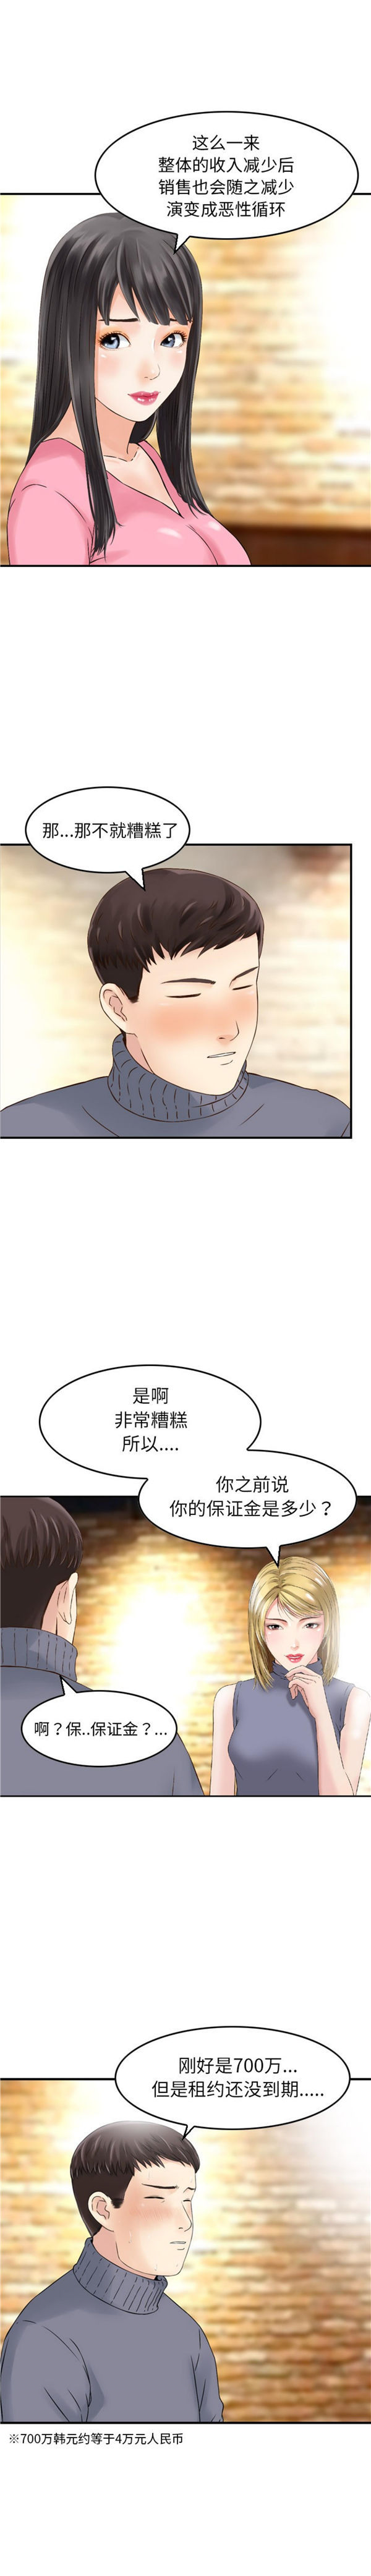 这么一来
整体的收入减少后
销售也会随之减少
演变成恶性循环
那...那不就糟糕了
是啊
非常糟糕
所以....
你之前说
你的保证金是多少？
啊？保..保证金？...
刚好是700万...
但是租约还没到期.....
※700万韩元约等于4万元人民币